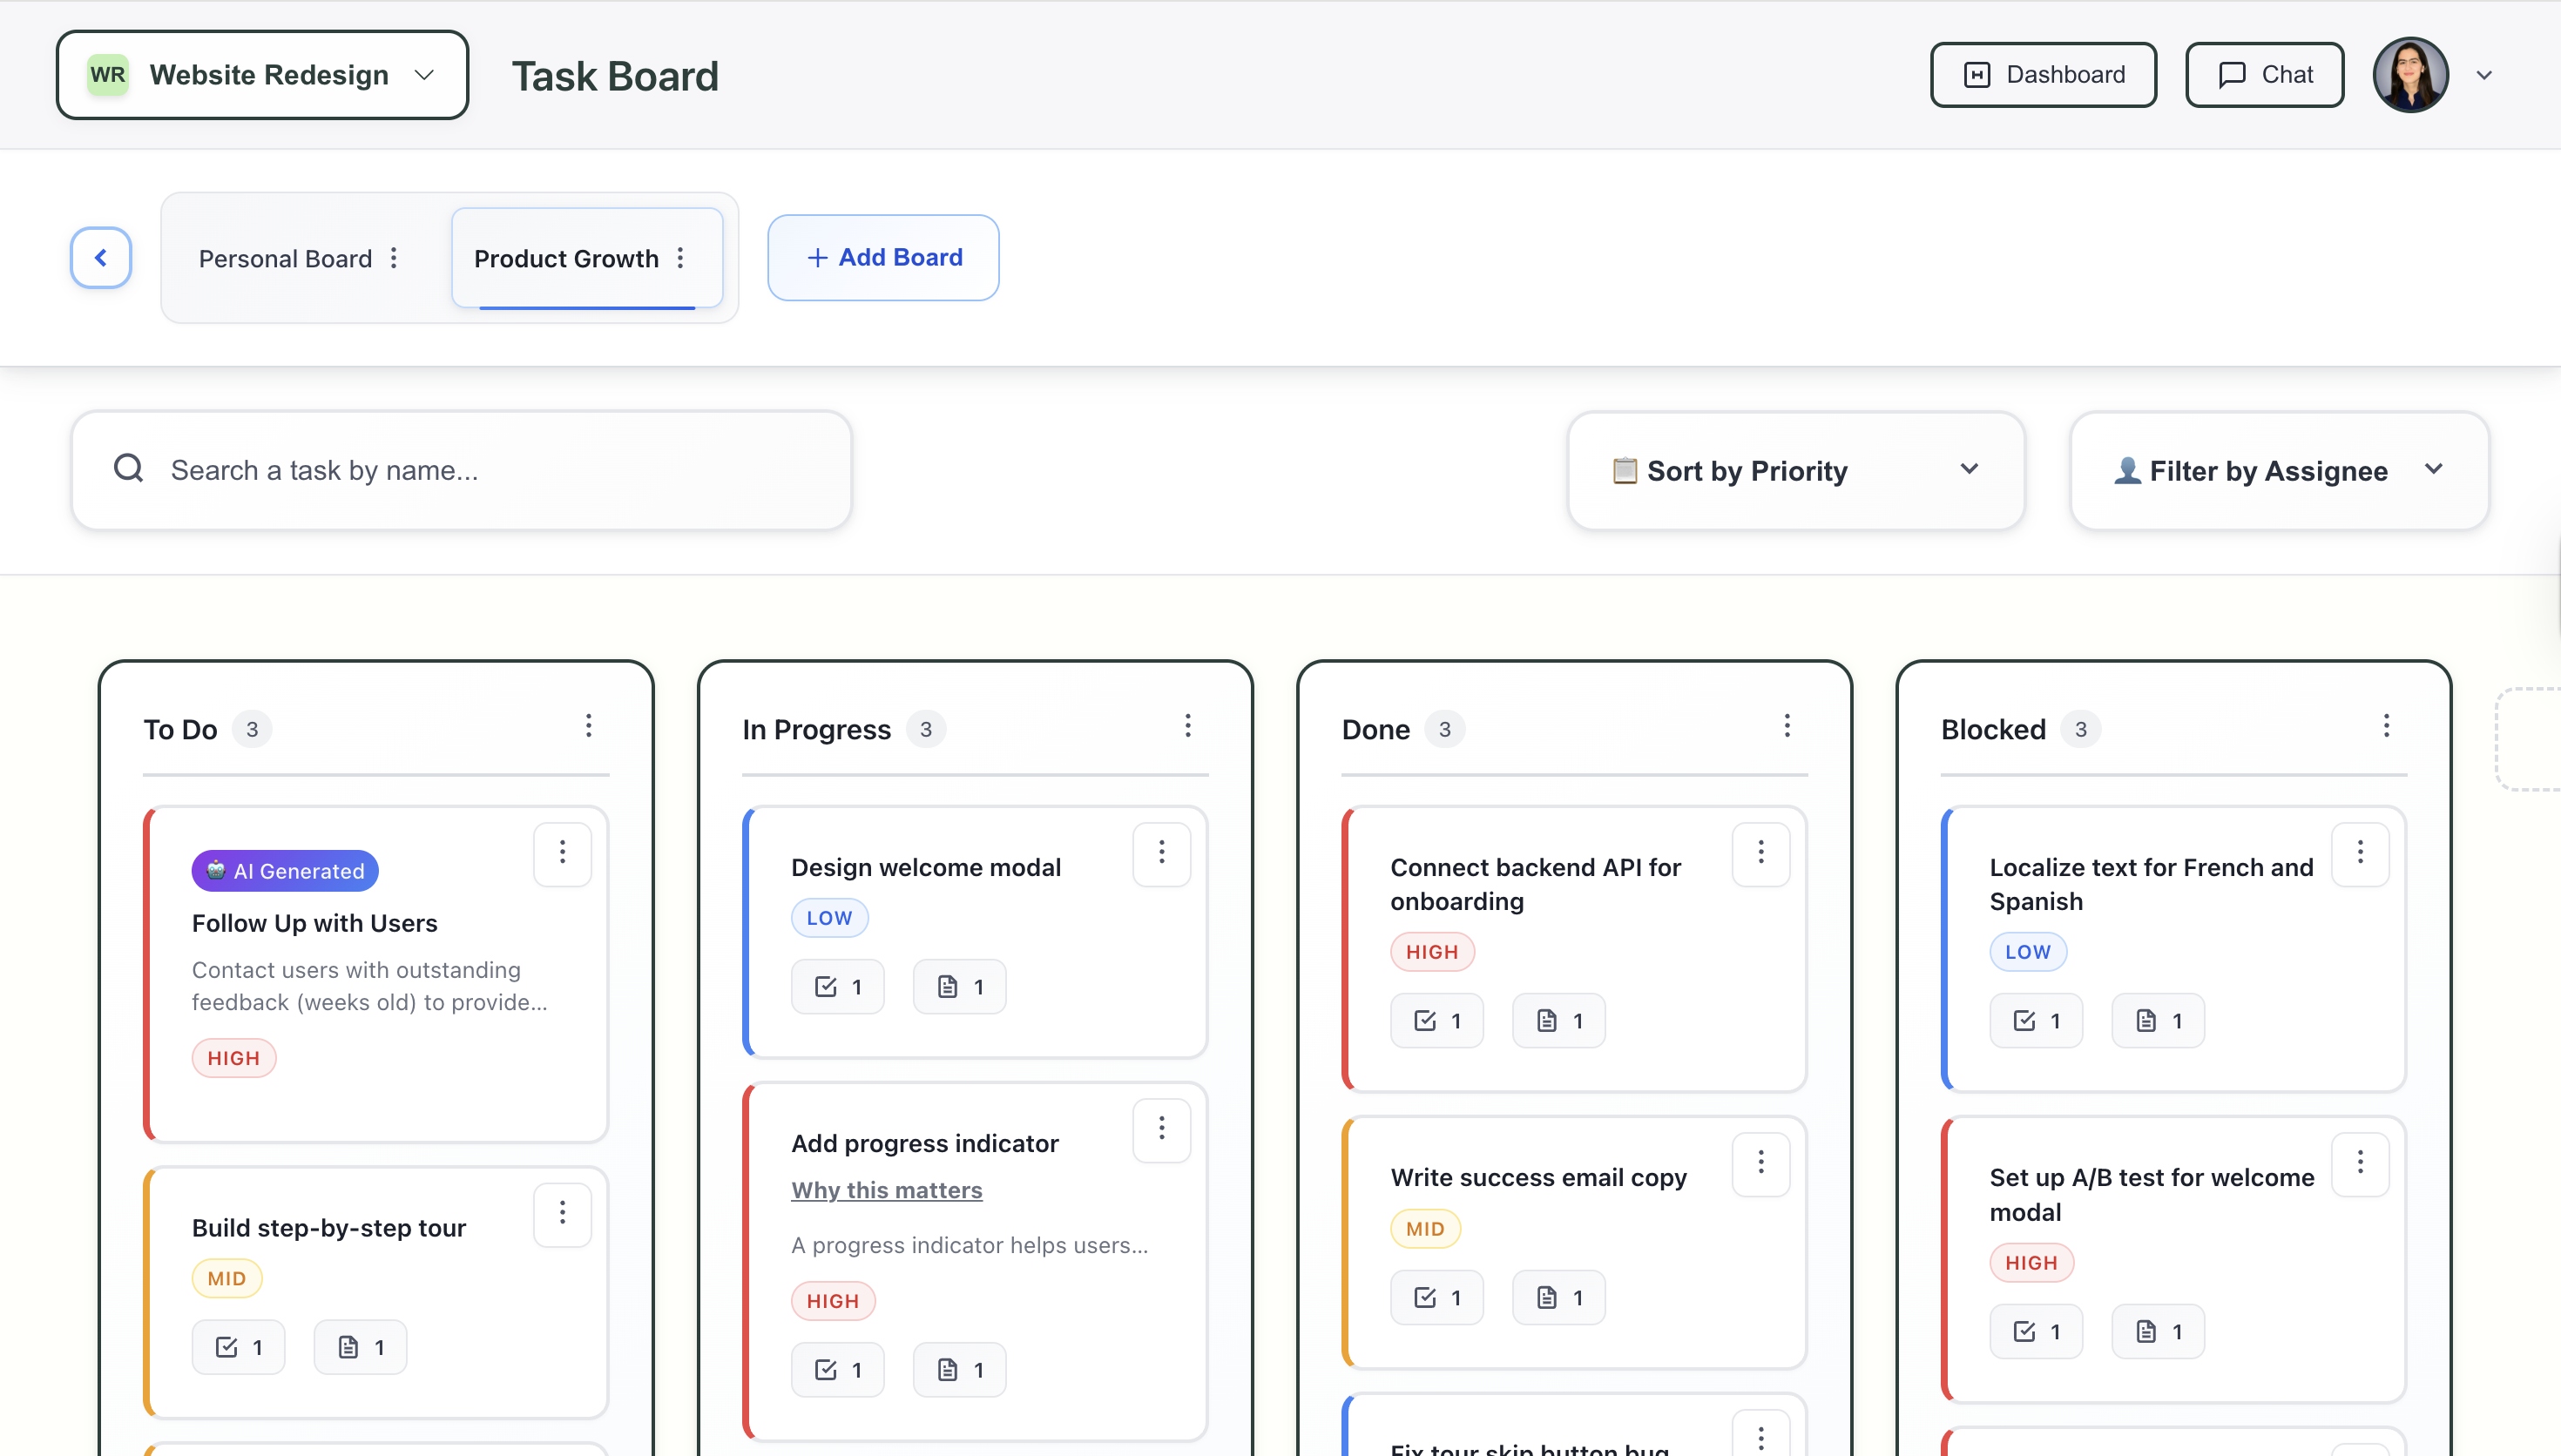 WR Website Redesign
Task Board
Dashboard
Chat
Personal Board
Product Growth
+ Add Board
Search a task by name...
Sort by Priority
Filter by Assignee
To Do 3
AI Generated
Follow Up with Users
Contact users with outstanding
feedback (weeks old) to provide...
HIGH
Build step-by-step tour
MID
1 1
In Progress 3
Design welcome modal
LOW
1 1
Add progress indicator
Why this matters
A progress indicator helps users...
HIGH
1 1
Done 3
Connect backend API for
onboarding
HIGH
1 1
Write success email copy
MID
1 1
Fix tour skip button bug
Blocked 3
Localize text for French and
Spanish
LOW
1 1
Set up A/B test for welcome
modal
HIGH
1 1